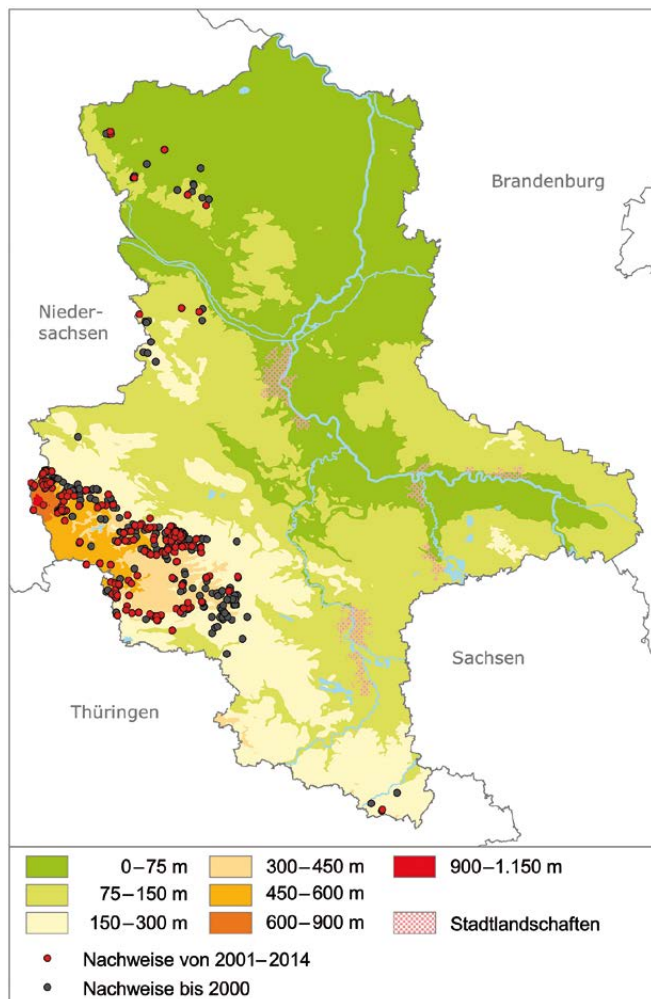 Brandenburg
Nieder-
sachsen
Sachsen
Thüringen
0–75 m
75–150 m
150–300 m
300–450 m
450–600 m
600–900 m
900–1.150 m
Stadtlandschaften
Nachweise von 2001–2014
Nachweise bis 2000